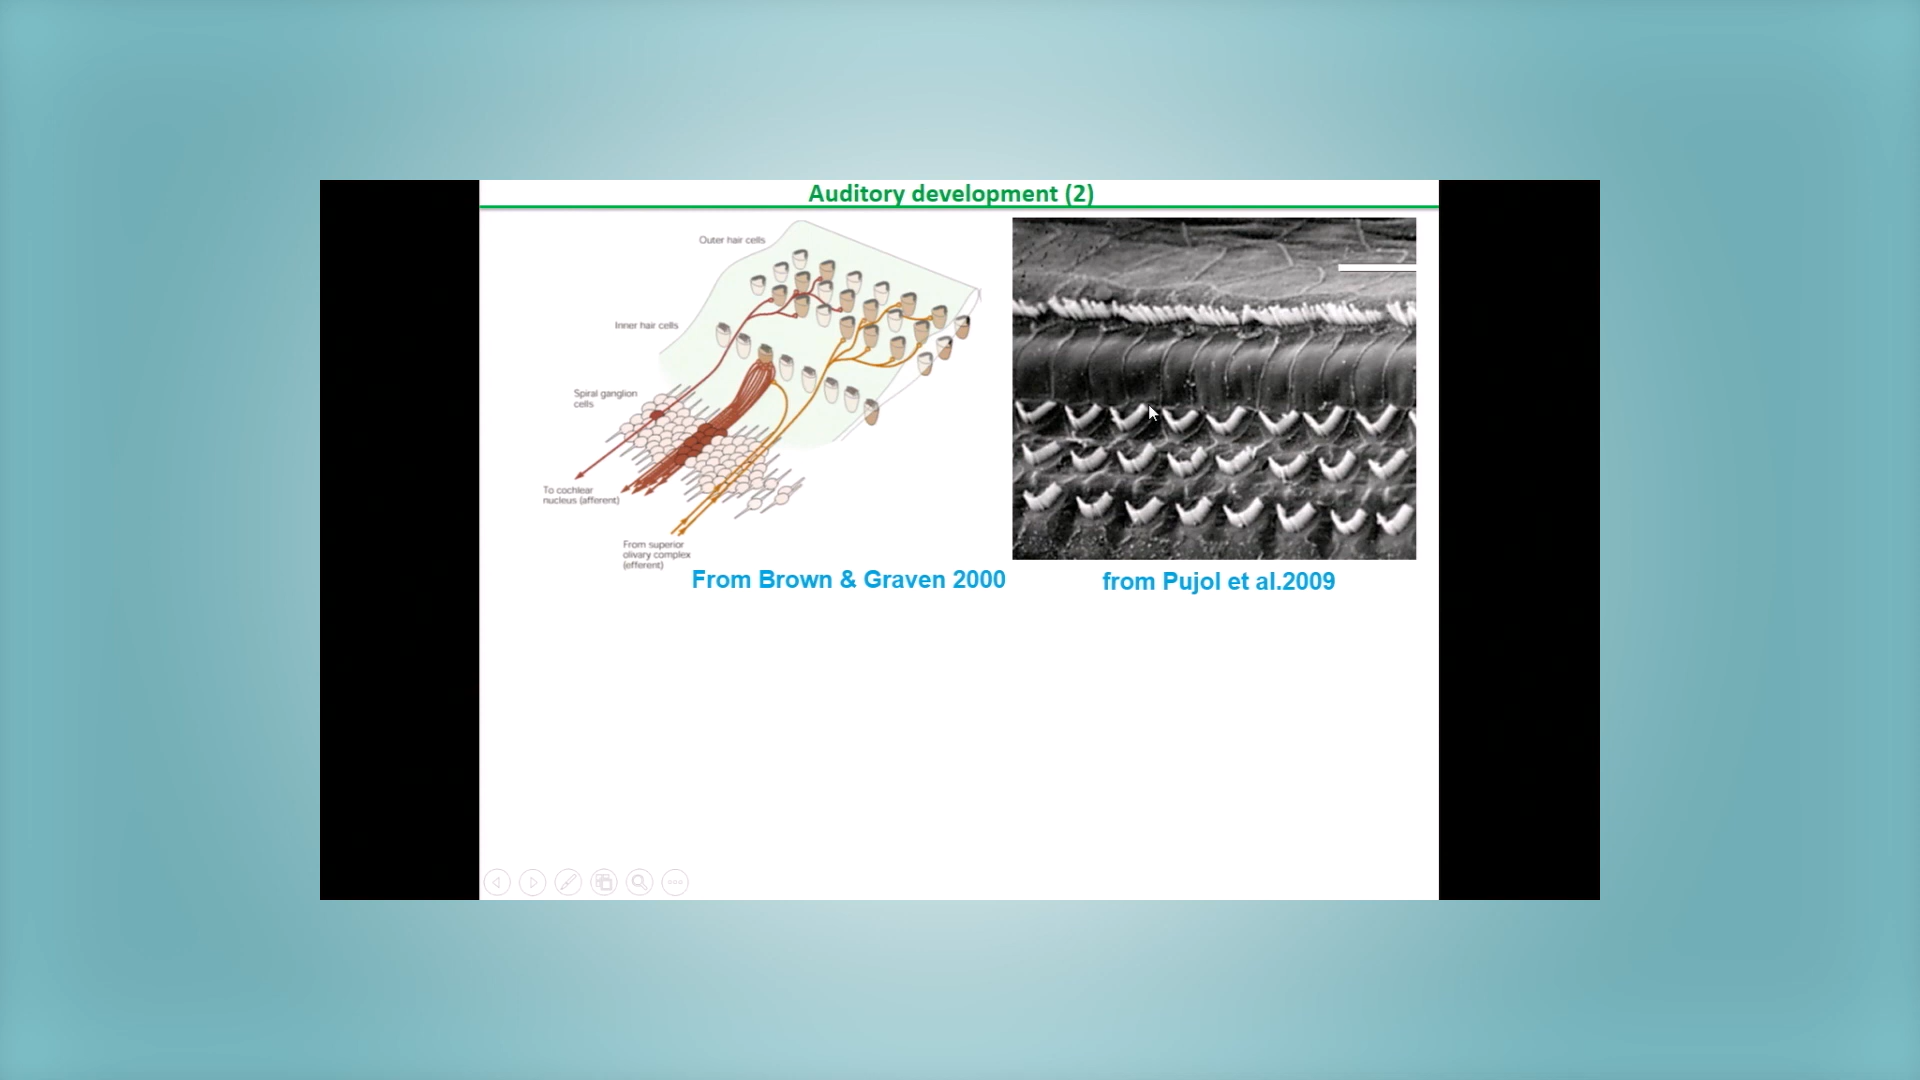 Auditory development (2)
Outer hair cells
Inner hair cells
Spiral ganglion
cells
To cochlear
nucleus (afferent)
From superior
olivary complex
(efferent)
From Brown & Graven 2000
from Pujol et al.2009